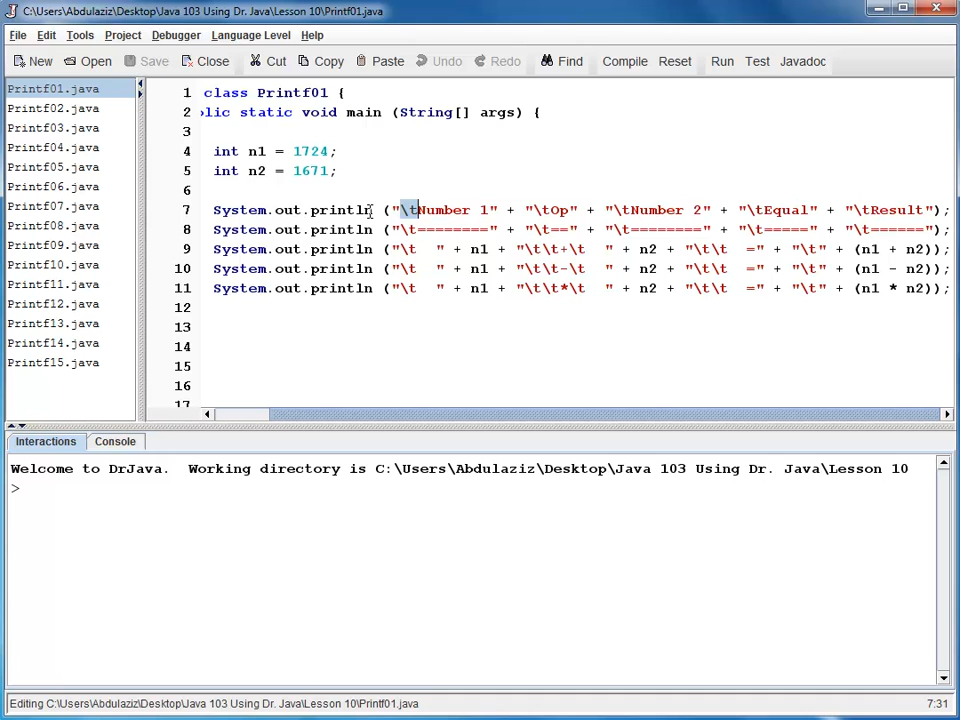 C:\Users\Abdulaziz\Desktop\Java 103 Using Dr. Java\Lesson 10\Printf01.java
File Edit Tools Project Debugger Language Level Help
New Open Save Close Cut Copy Paste Undo Redo Find Compile Reset Run Test Javadoc
Printf01.java
Printf02.java
Printf03.java
Printf04.java
Printf05.java
Printf06.java
Printf07.java
Printf08.java
Printf09.java
Printf10.java
Printf11.java
Printf12.java
Printf13.java
Printf14.java
Printf15.java
1 class Printf01 {
2 lic static void main (String[] args) {
3
4 int n1 = 1724;
5 int n2 = 1671;
6
7 System.out.println ("\tNumber 1" + "\tOp" + "\tNumber 2" + "\tEqual" + "\tResult");
8 System.out.println ("\t========" + "\t==" + "\t========" + "\t=====" + "\t======");
9 System.out.println ("\t  " + n1 + "\t\t+\t  " + n2 + "\t\t  =" + "\t" + (n1 + n2));
10 System.out.println ("\t  " + n1 + "\t\t-\t  " + n2 + "\t\t  =" + "\t" + (n1 - n2));
11 System.out.println ("\t  " + n1 + "\t\t*\t  " + n2 + "\t\t  =" + "\t" + (n1 * n2));
12
13
14
15
16
17
Interactions Console
Welcome to DrJava.  Working directory is C:\Users\Abdulaziz\Desktop\Java 103 Using Dr. Java\Lesson 10
>
Editing C:\Users\Abdulaziz\Desktop\Java 103 Using Dr. Java\Lesson 10\Printf01.java 7:31